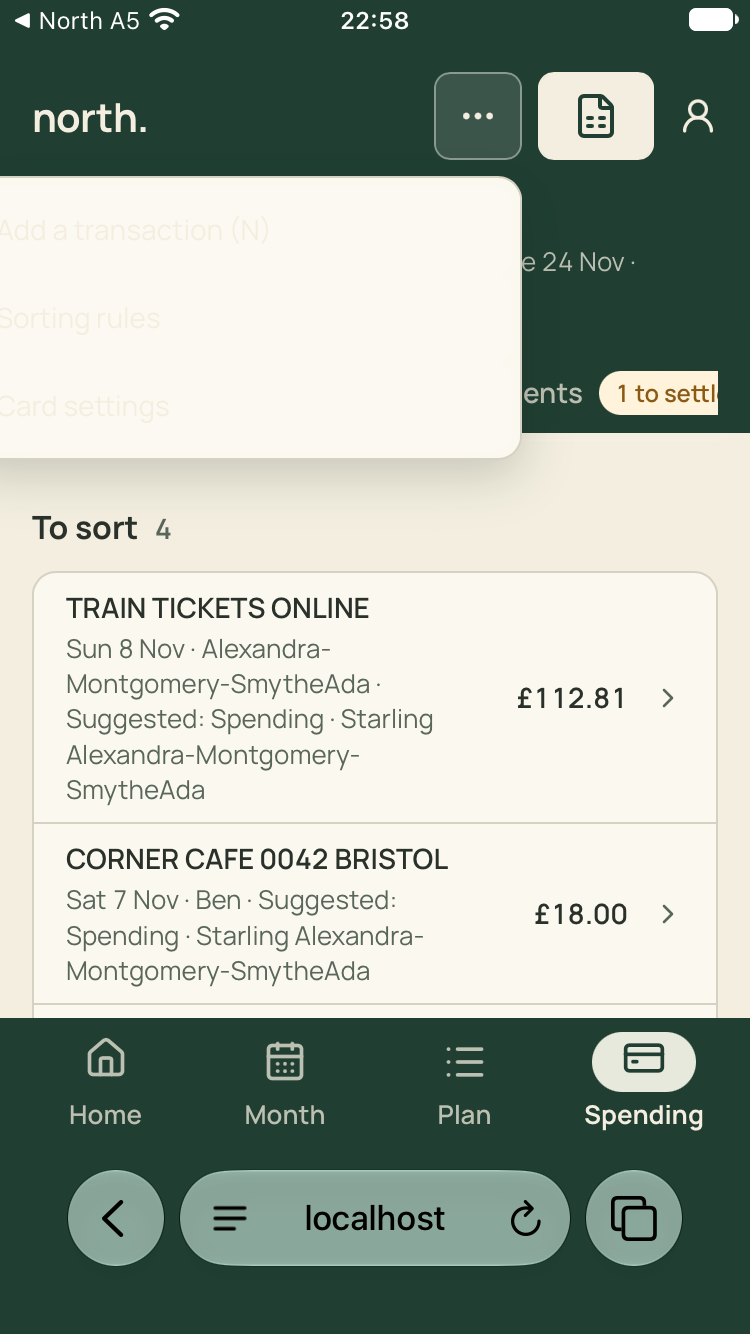 ◀ North A5
22:58
north.
Add a transaction (N)
e 24 Nov ·
Sorting rules
ents
1 to settl
Card settings
To sort 4
TRAIN TICKETS ONLINE
Sun 8 Nov · Alexandra-
Montgomery-SmytheAda ·
Suggested: Spending · Starling
Alexandra-Montgomery-
SmytheAda
£112.81
CORNER CAFE 0042 BRISTOL
Sat 7 Nov · Ben · Suggested:
Spending · Starling Alexandra-
Montgomery-SmytheAda
£18.00
Home
Month
Plan
Spending
localhost